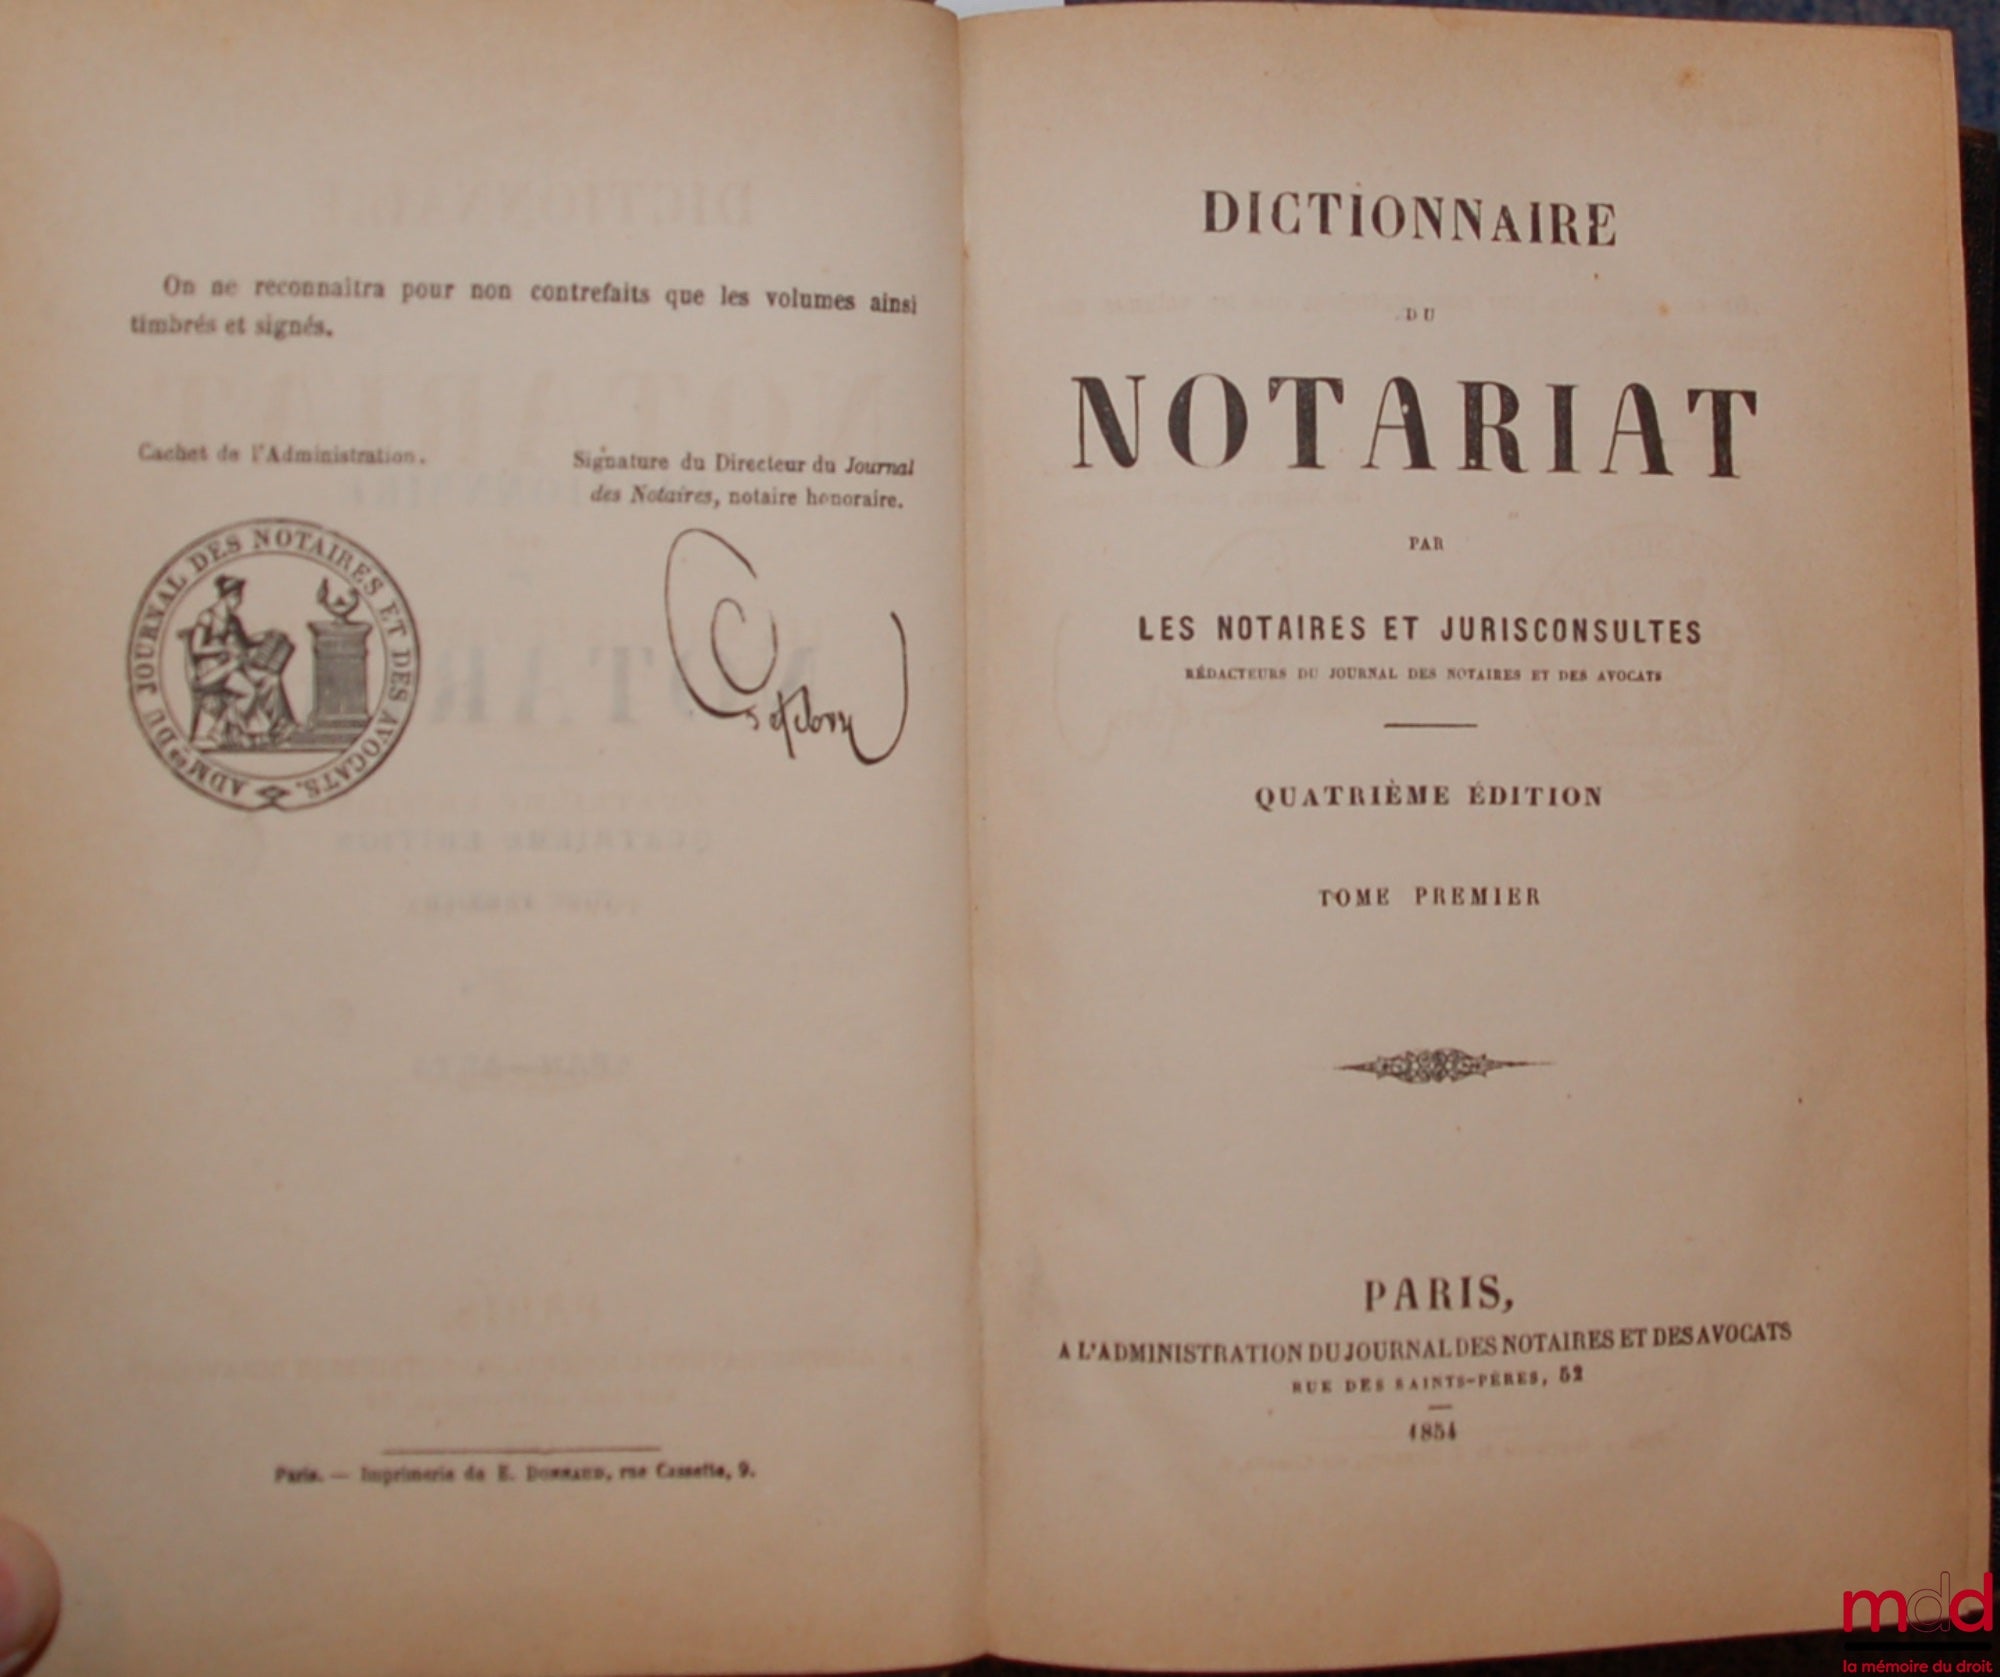 On ne reconnaîtra pour non contrefaits que les volumes ainsi
timbrés et signés.
Cachet de l'Administration.
Signature du Directeur du Journal
des Notaires, notaire honoraire.
ADMON DU JOURNAL DES NOTAIRES ET DES AVOCATS.
Paris. — Imprimerie de E. DONNAUD, rue Cassette, 9.
DICTIONNAIRE
DU
NOTARIAT
PAR
LES NOTAIRES ET JURISCONSULTES
RÉDACTEURS DU JOURNAL DES NOTAIRES ET DES AVOCATS
QUATRIÈME ÉDITION
TOME PREMIER
PARIS,
A L'ADMINISTRATION DU JOURNAL DES NOTAIRES ET DES AVOCATS
RUE DES SAINTS-PÈRES, 52
1854
mdd
la mémoire du droit